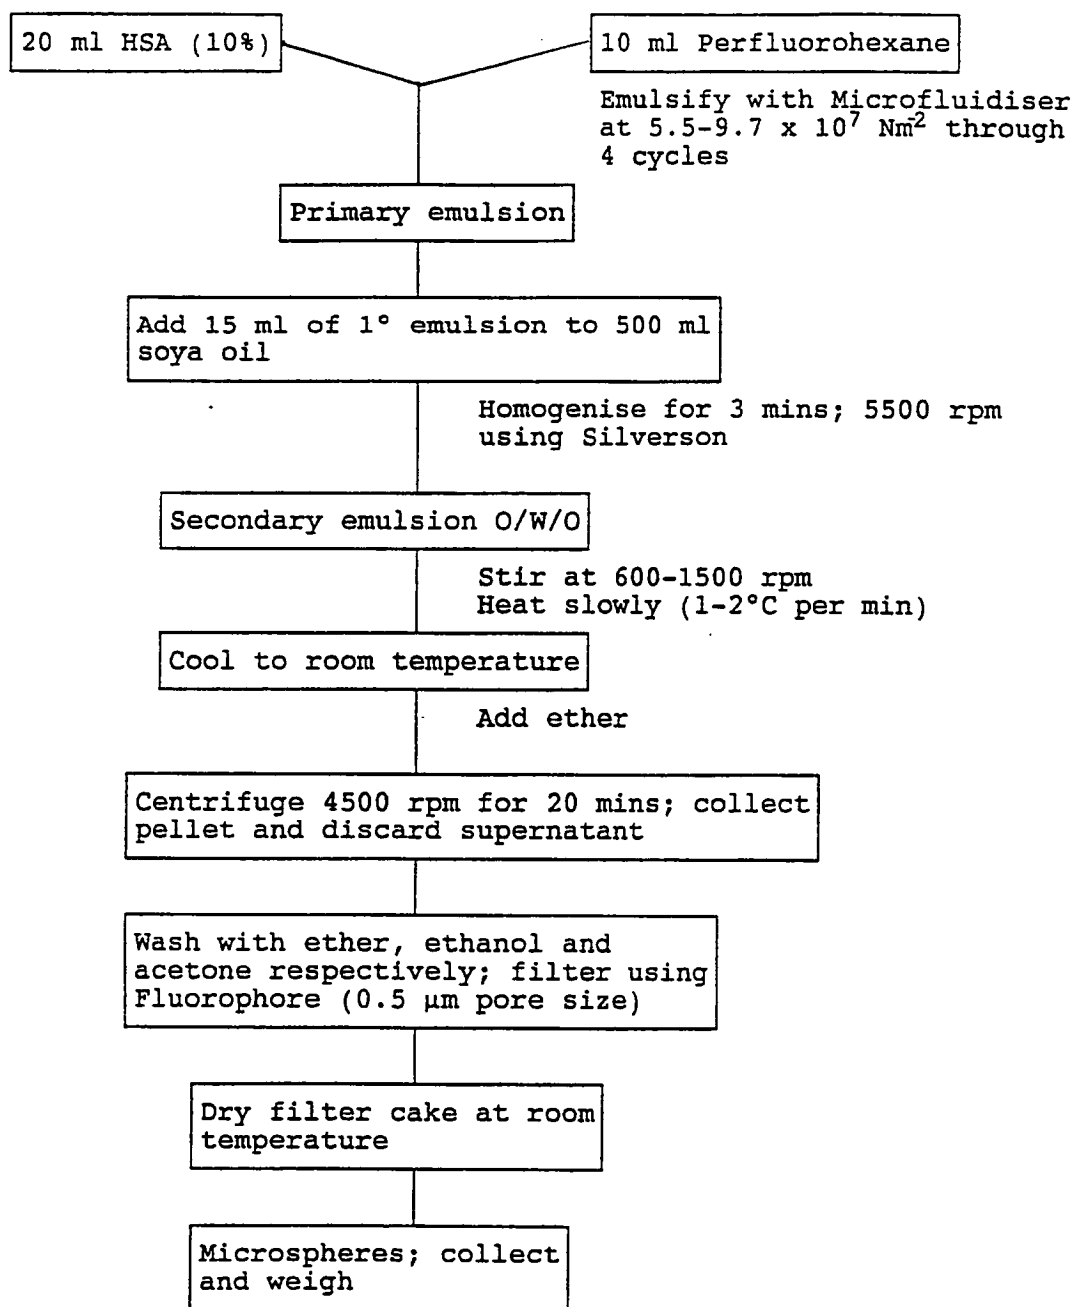 20 ml HSA (10%)
10 ml Perfluorohexane
Emulsify with Microfluidiser
at 5.5-9.7 x 10⁷ Nm⁻² through
4 cycles
Primary emulsion
Add 15 ml of 1° emulsion to 500 ml
soya oil
Homogenise for 3 mins; 5500 rpm
using Silverson
Secondary emulsion O/W/O
Stir at 600-1500 rpm
Heat slowly (1-2°C per min)
Cool to room temperature
Add ether
Centrifuge 4500 rpm for 20 mins; collect
pellet and discard supernatant
Wash with ether, ethanol and
acetone respectively; filter using
Fluorophore (0.5 µm pore size)
Dry filter cake at room
temperature
Microspheres; collect
and weigh